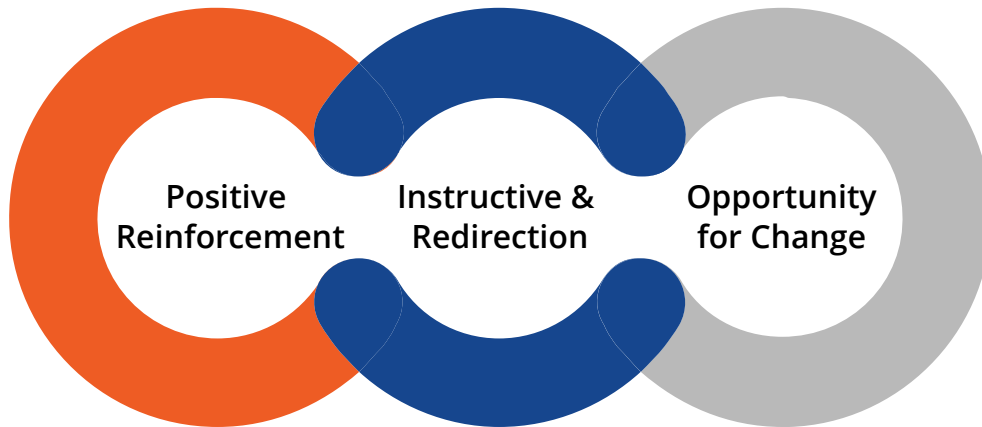 Positive
Reinforcement
Instructive &
Redirection
Opportunity
for Change